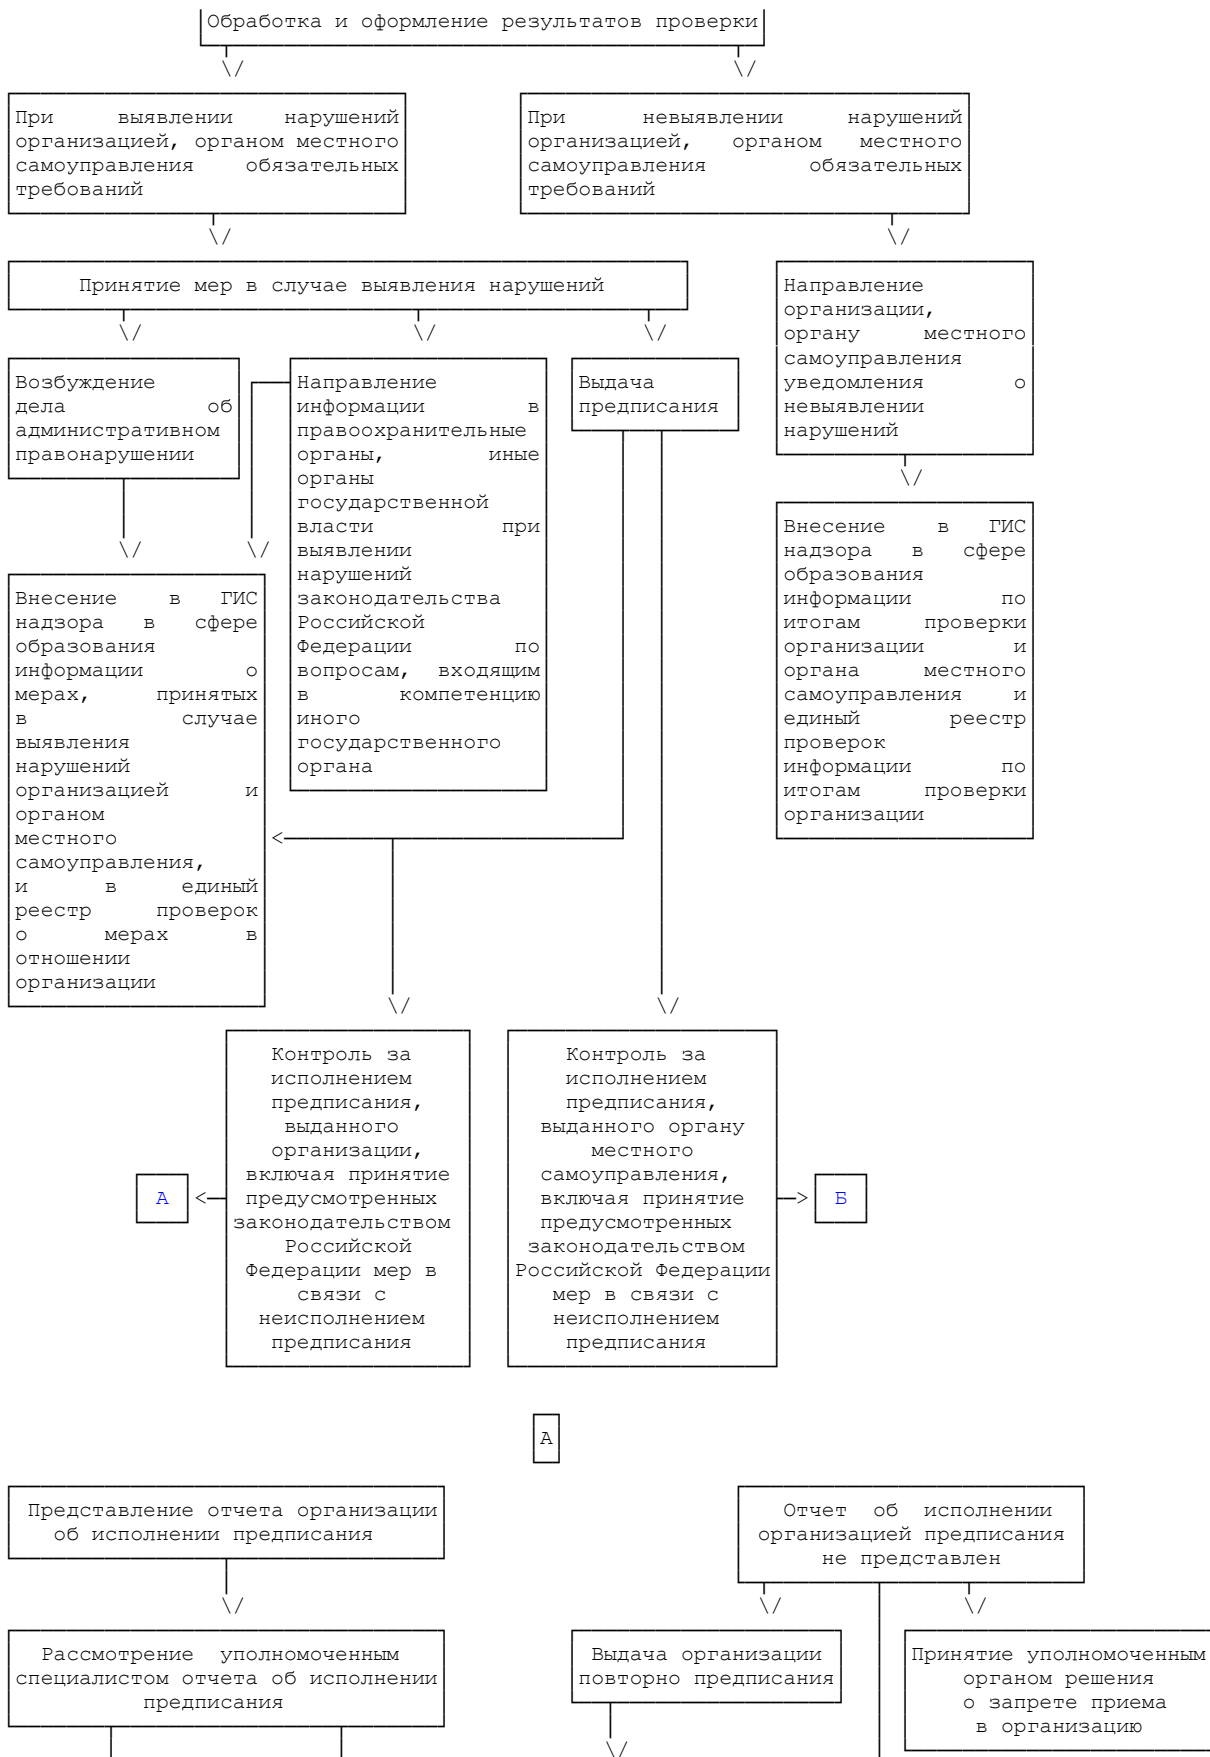 Обработка и оформление результатов проверки
При выявлении нарушений
организацией, органом местного
самоуправления обязательных
требований
При невыявлении нарушений
организацией, органом местного
самоуправления обязательных
требований
Принятие мер в случае выявления нарушений
Направление
организации,
органу местного
самоуправления
уведомления о
невыявлении
нарушений
Возбуждение
дела об
административном
правонарушении
Направление
информации в
правоохранительные
органы, иные
органы
государственной
власти при
выявлении
нарушений
законодательства
Российской
Федерации по
вопросам, входящим
в компетенцию
иного
государственного
органа
Выдача
предписания
Внесение в ГИС
надзора в сфере
образования
информации по
итогам проверки
организации и
органа местного
самоуправления и
единый реестр
проверок
информации по
итогам проверки
организации
Внесение в ГИС
надзора в сфере
образования
информации о
мерах, принятых
в случае
выявления
нарушений
организацией и
органом
местного
самоуправления,
и в единый
реестр проверок
о мерах в
отношении
организации
Контроль за
исполнением
предписания,
выданного
организации,
включая принятие
предусмотренных
законодательством
Российской
Федерации мер в
связи с
неисполнением
предписания
Контроль за
исполнением
предписания,
выданного органу
местного
самоуправления,
включая принятие
предусмотренных
законодательством
Российской Федерации
мер в связи с
неисполнением
предписания
А
Б
А
Представление отчета организации
об исполнении предписания
Отчет об исполнении
организацией предписания
не представлен
Рассмотрение уполномоченным
специалистом отчета об исполнении
предписания
Выдача организации
повторно предписания
Принятие уполномоченным
органом решения
о запрете приема
в организацию